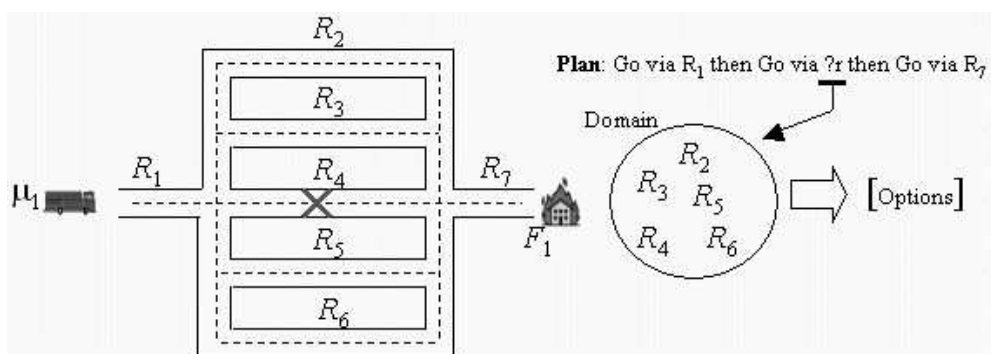 R2
Plan: Go via R1 then Go via ?r then Go via R7
R3
Domain
R1
R4
R7
R2
R3
R5
μ1
[Options]
R5
F1
R4
R6
R6